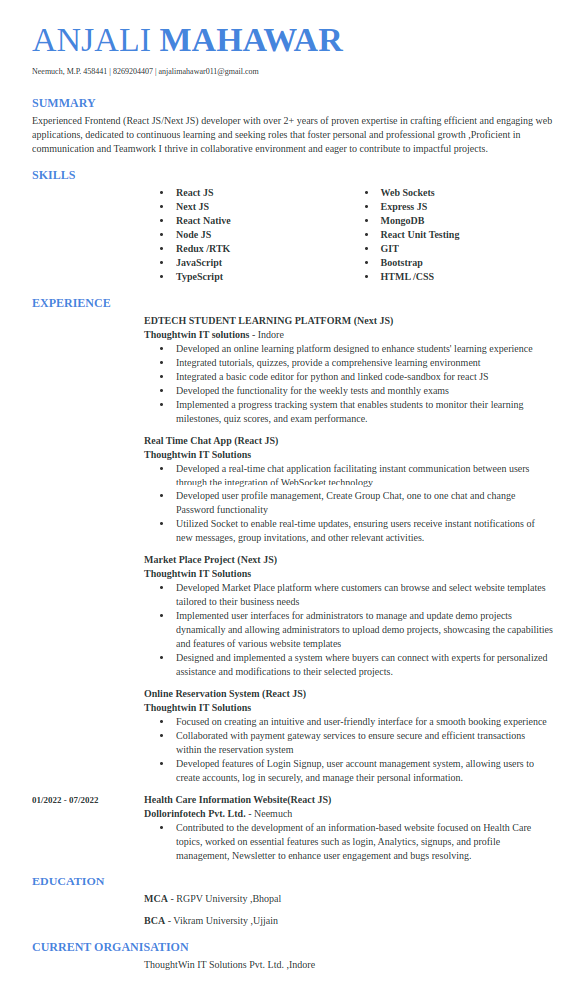 ANJALI MAHAWAR
Neemuch, M.P. 458441 | 8269204407 | anjalimahawar011@gmail.com
SUMMARY
Experienced Frontend (React JS/Next JS) developer with over 2+ years of proven expertise in crafting efficient and engaging web
applications, dedicated to continuous learning and seeking roles that foster personal and professional growth ,Proficient in
communication and Teamwork I thrive in collaborative environment and eager to contribute to impactful projects.
SKILLS
• React JS
• Next JS
• React Native
• Node JS
• Redux /RTK
• JavaScript
• TypeScript
• Web Sockets
• Express JS
• MongoDB
• React Unit Testing
• GIT
• Bootstrap
• HTML /CSS
EXPERIENCE
EDTECH STUDENT LEARNING PLATFORM (Next JS)
Thoughtwin IT solutions - Indore
• Developed an online learning platform designed to enhance students' learning experience
• Integrated tutorials, quizzes, provide a comprehensive learning environment
• Integrated a basic code editor for python and linked code-sandbox for react JS
• Developed the functionality for the weekly tests and monthly exams
• Implemented a progress tracking system that enables students to monitor their learning
milestones, quiz scores, and exam performance.
Real Time Chat App (React JS)
Thoughtwin IT Solutions
• Developed a real-time chat application facilitating instant communication between users
through the integration of WebSocket technology
• Developed user profile management, Create Group Chat, one to one chat and change
Password functionality
• Utilized Socket to enable real-time updates, ensuring users receive instant notifications of
new messages, group invitations, and other relevant activities.
Market Place Project (Next JS)
Thoughtwin IT Solutions
• Developed Market Place platform where customers can browse and select website templates
tailored to their business needs
• Implemented user interfaces for administrators to manage and update demo projects
dynamically and allowing administrators to upload demo projects, showcasing the capabilities
and features of various website templates
• Designed and implemented a system where buyers can connect with experts for personalized
assistance and modifications to their selected projects.
Online Reservation System (React JS)
Thoughtwin IT Solutions
• Focused on creating an intuitive and user-friendly interface for a smooth booking experience
• Collaborated with payment gateway services to ensure secure and efficient transactions
within the reservation system
• Developed features of Login Signup, user account management system, allowing users to
create accounts, log in securely, and manage their personal information.
01/2022 - 07/2022 Health Care Information Website(React JS)
Dollorinfotech Pvt. Ltd. - Neemuch
• Contributed to the development of an information-based website focused on Health Care
topics, worked on essential features such as login, Analytics, signups, and profile
management, Newsletter to enhance user engagement and bugs resolving.
EDUCATION
MCA - RGPV University ,Bhopal
BCA - Vikram University ,Ujjain
CURRENT ORGANISATION
ThoughtWin IT Solutions Pvt. Ltd. ,Indore